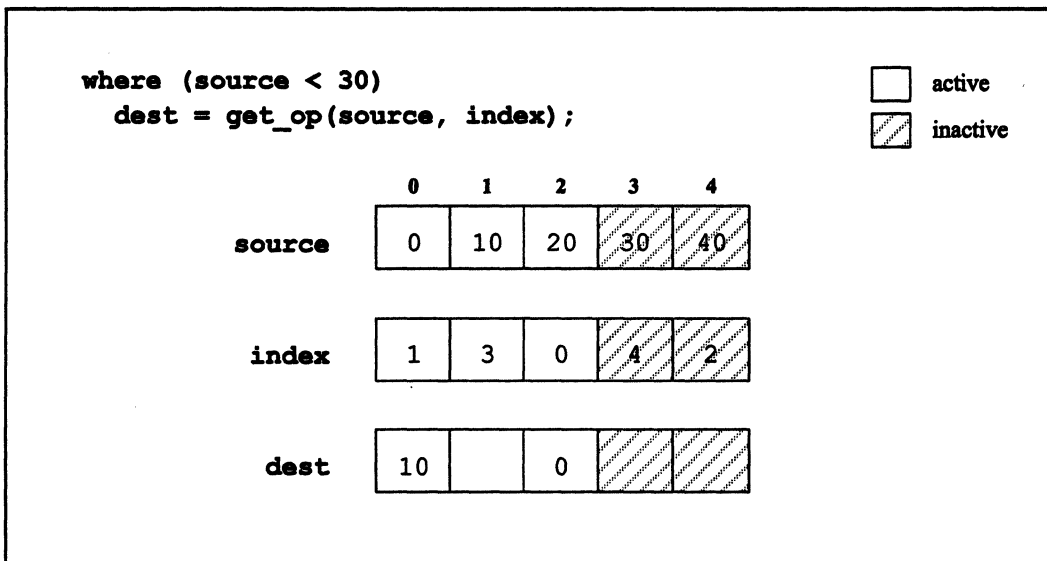 where (source < 30)
dest = get_op(source, index);
active
inactive
0 1 2 3 4
source 0 10 20 30 40
index 1 3 0 4 2
dest 10 0